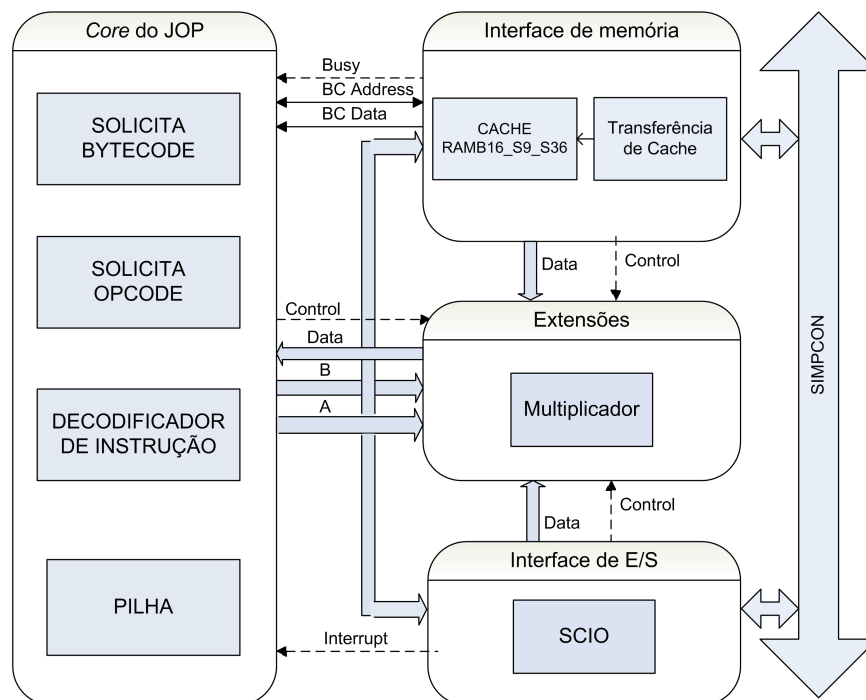 Core do JOP
SOLICITA
BYTECODE
SOLICITA
OPCODE
DECODIFICADOR
DE INSTRUÇÃO
PILHA
Busy
BC Address
BC Data
Control
Data
B
A
Interrupt
Interface de memória
CACHE
RAMB16_S9_S36
Transferência
de Cache
Data
Control
Extensões
Multiplicador
Data
Control
Interface de E/S
SCIO
SIMPCON